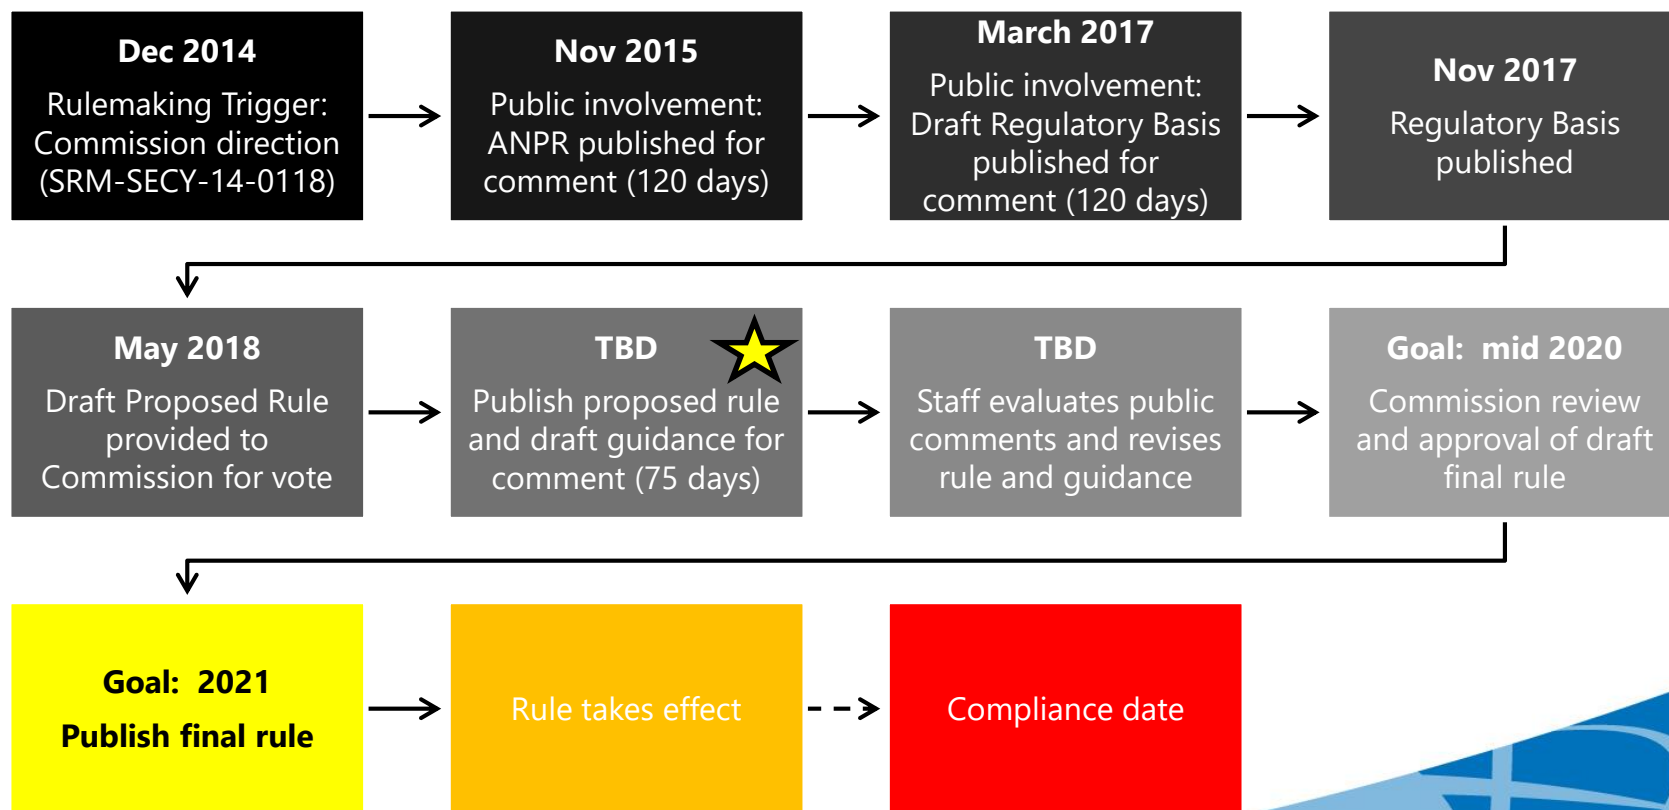 Dec 2014
Rulemaking Trigger:
Commission direction
(SRM-SECY-14-0118)
Nov 2015
Public involvement:
ANPR published for
comment (120 days)
March 2017
Public involvement:
Draft Regulatory Basis
published for
comment (120 days)
Nov 2017
Regulatory Basis
published
May 2018
Draft Proposed Rule
provided to
Commission for vote
TBD
Publish proposed rule
and draft guidance for
comment (75 days)
TBD
Staff evaluates public
comments and revises
rule and guidance
Goal: mid 2020
Commission review
and approval of draft
final rule
Goal: 2021
Publish final rule
Rule takes effect
Compliance date